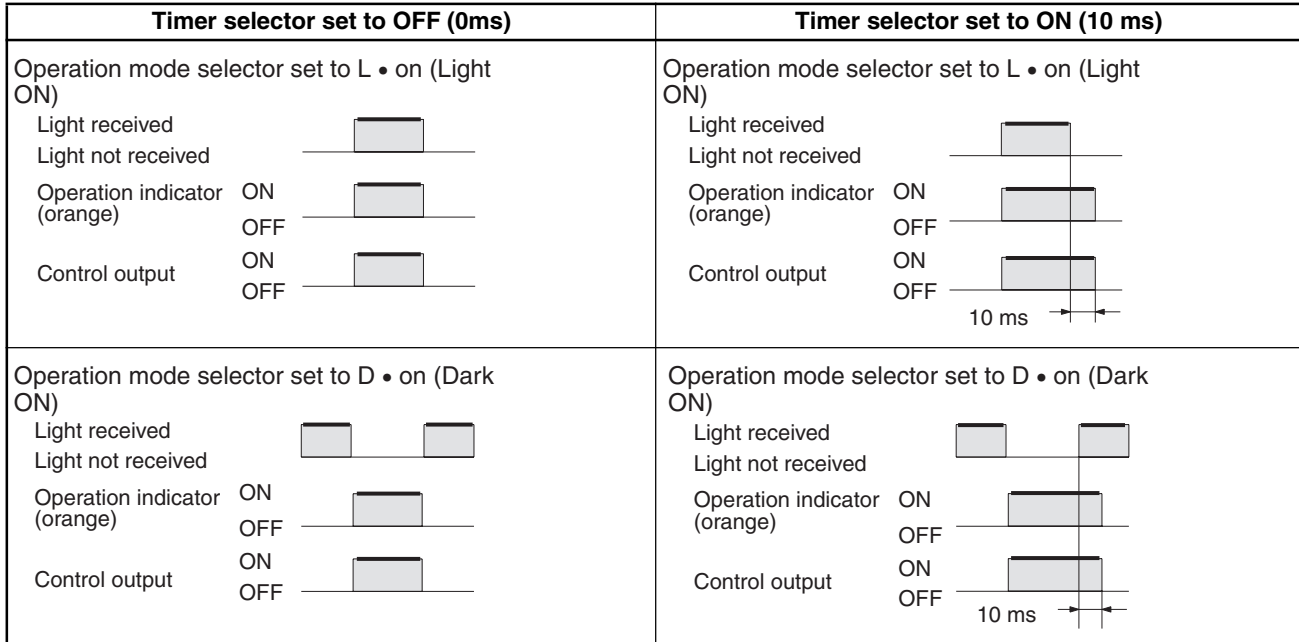 Timer selector set to OFF (0ms)
Timer selector set to ON (10 ms)
Operation mode selector set to L • on (Light
ON)
Light received
Light not received
Operation indicator
(orange)
ON
OFF
Control output
ON
OFF
Operation mode selector set to L • on (Light
ON)
Light received
Light not received
Operation indicator
(orange)
ON
OFF
Control output
ON
OFF
10 ms
Operation mode selector set to D • on (Dark
ON)
Light received
Light not received
Operation indicator
(orange)
ON
OFF
Control output
ON
OFF
Operation mode selector set to D • on (Dark
ON)
Light received
Light not received
Operation indicator
(orange)
ON
OFF
Control output
ON
OFF
10 ms